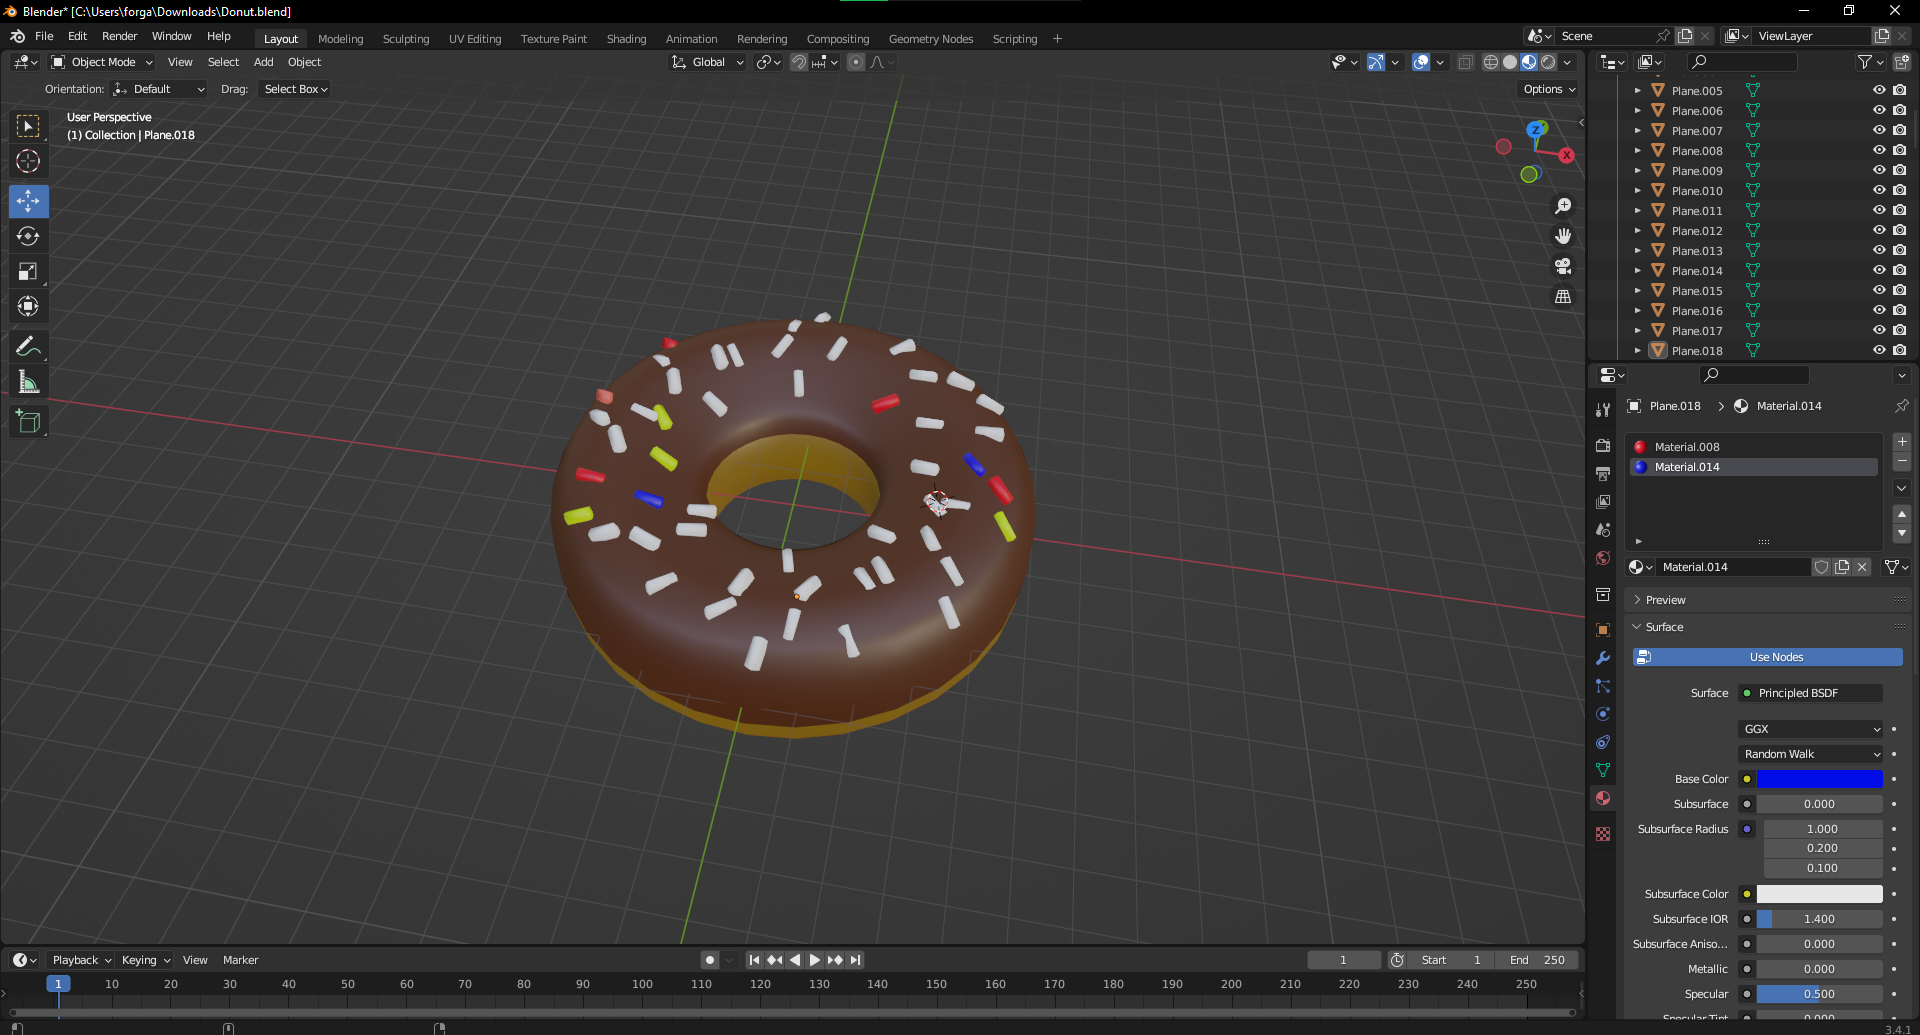 Blender* [C:\Users\forga\Downloads\Donut.blend]
File Edit Render Window Help Layout Modeling Sculpting UV Editing Texture Paint Shading Animation Rendering Compositing Geometry Nodes Scripting + Scene ViewLayer
Object Mode View Select Add Object Global
Orientation: Default Drag: Select Box Options
User Perspective
(1) Collection | Plane.018
Z
X
Plane.005
Plane.006
Plane.007
Plane.008
Plane.009
Plane.010
Plane.011
Plane.012
Plane.013
Plane.014
Plane.015
Plane.016
Plane.017
Plane.018
Plane.018 > Material.014
Material.008
Material.014
Material.014
Preview
Surface
Use Nodes
Surface Principled BSDF
GGX
Random Walk
Base Color
Subsurface 0.000
Subsurface Radius 1.000
0.200
0.100
Subsurface Color
Subsurface IOR 1.400
Subsurface Aniso... 0.000
Metallic 0.000
Specular 0.500
Specular Tint 0.000
Playback Keying View Marker 1 Start 1 End 250
1 10 20 30 40 50 60 70 80 90 100 110 120 130 140 150 160 170 180 190 200 210 220 230 240 250
3.4.1